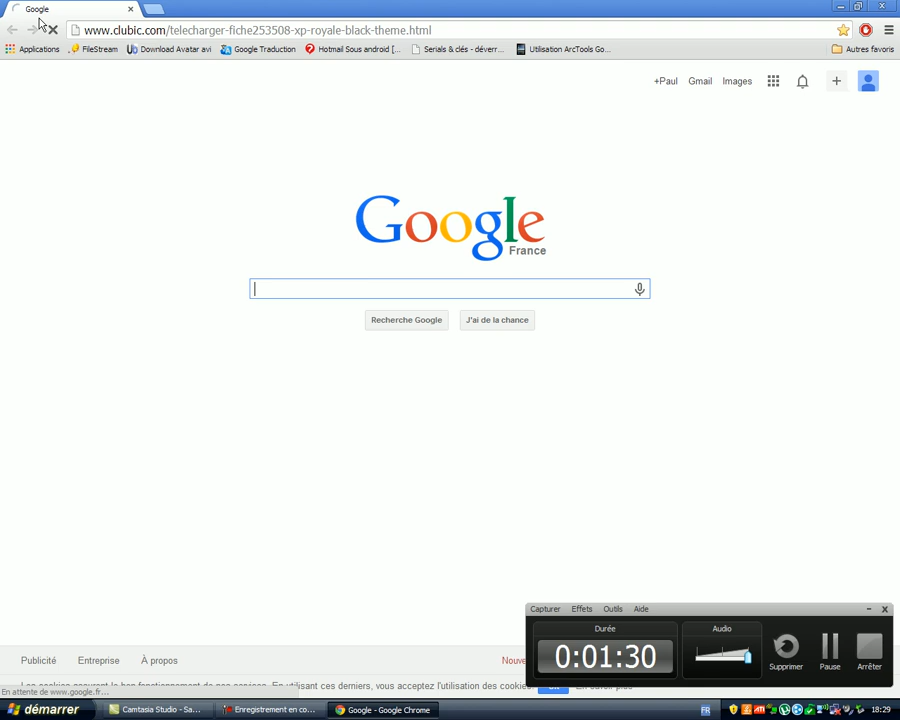 Google
www.clubic.com/telecharger-fiche253508-xp-royale-black-theme.html
Applications FileStream Download Avatar avi Google Traduction Hotmail Sous android [... Serials & clés - déverr... Utilisation ArcTools Go... Autres favoris
+Paul Gmail Images
Google
France
Recherche Google J'ai de la chance
Capturer Effets Outils Aide
Durée Audio
0:01:30
Supprimer Pause Arrêter
Publicité Entreprise À propos Nouve
En attente de www.google.fr...
En utilisant ces derniers, vous acceptez l'utilisation des cookies.
démarrer Camtasia Studio - Sa... Enregistrement en co... Google - Google Chrome FR 18:29